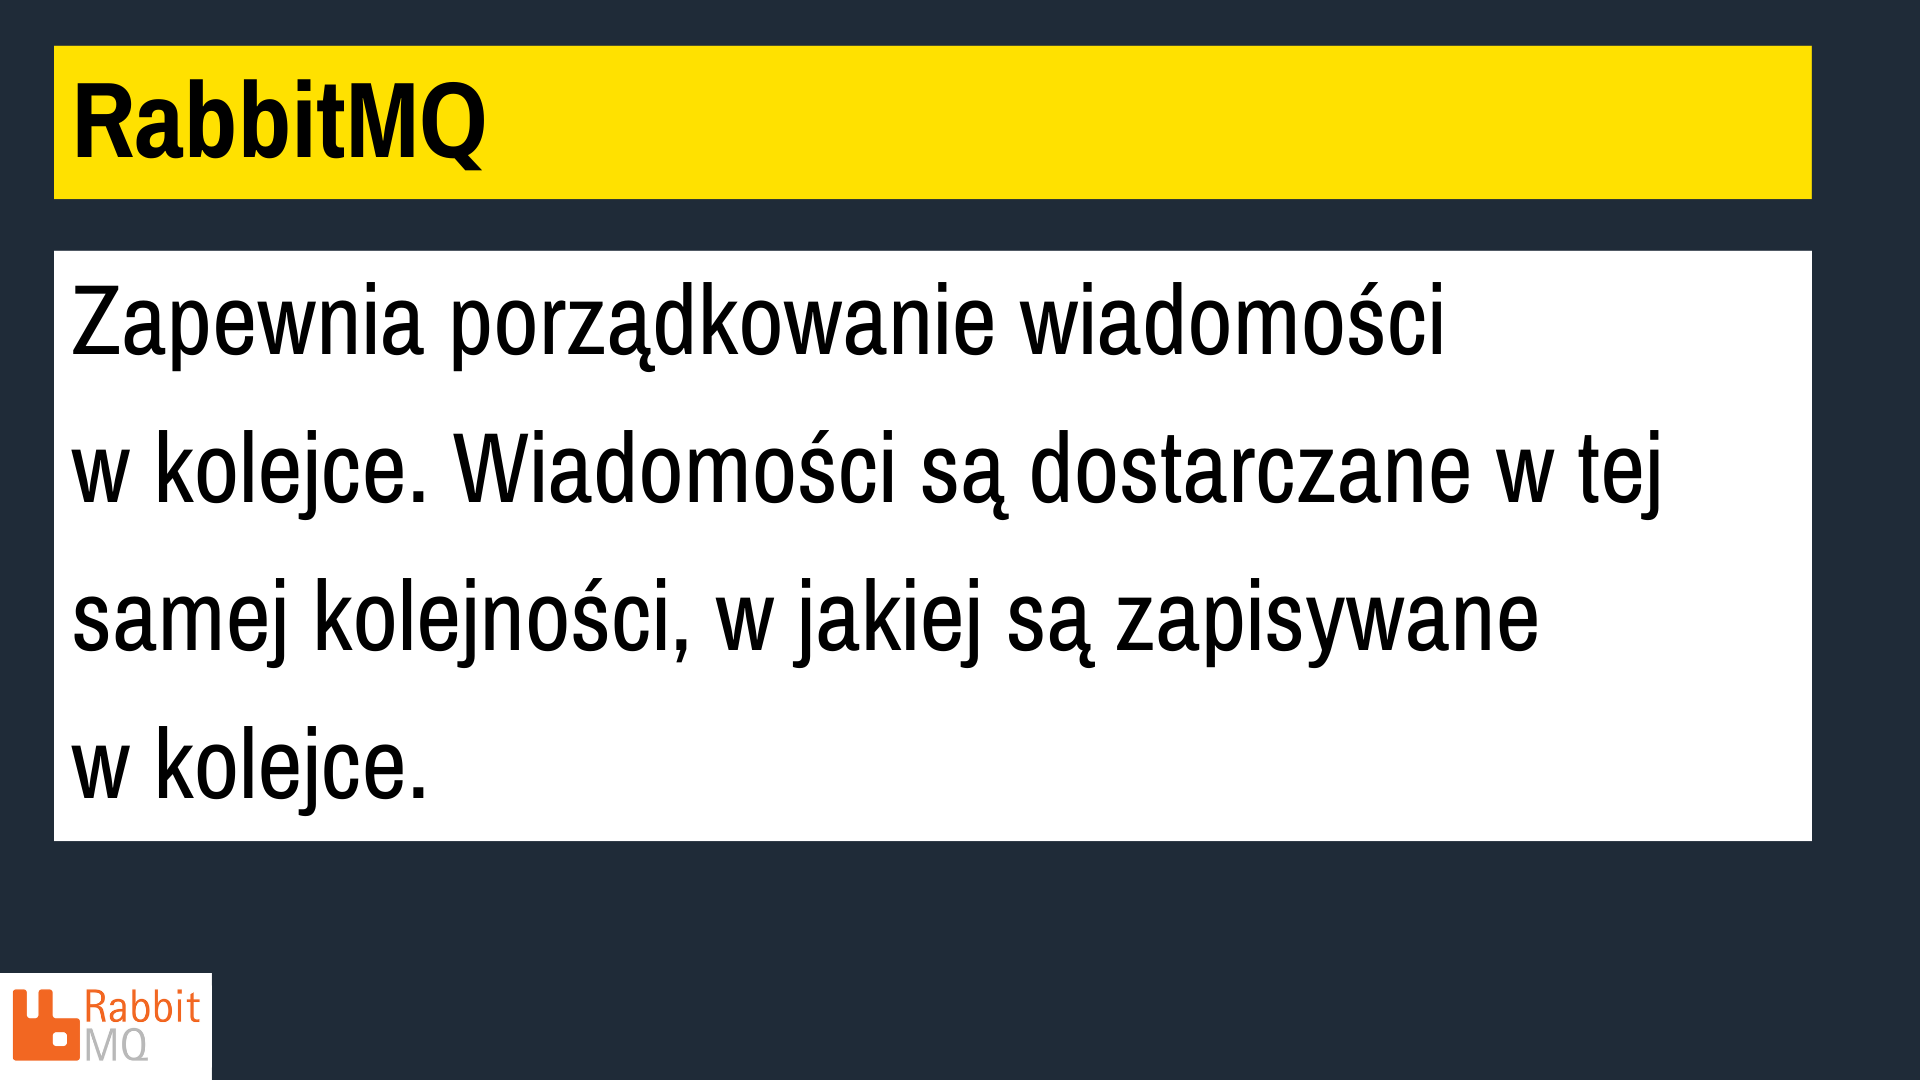 RabbitMQ
Zapewnia porządkowanie wiadomości
w kolejce. Wiadomości są dostarczane w tej
samej kolejności, w jakiej są zapisywane
w kolejce.
Rabbit
MQ